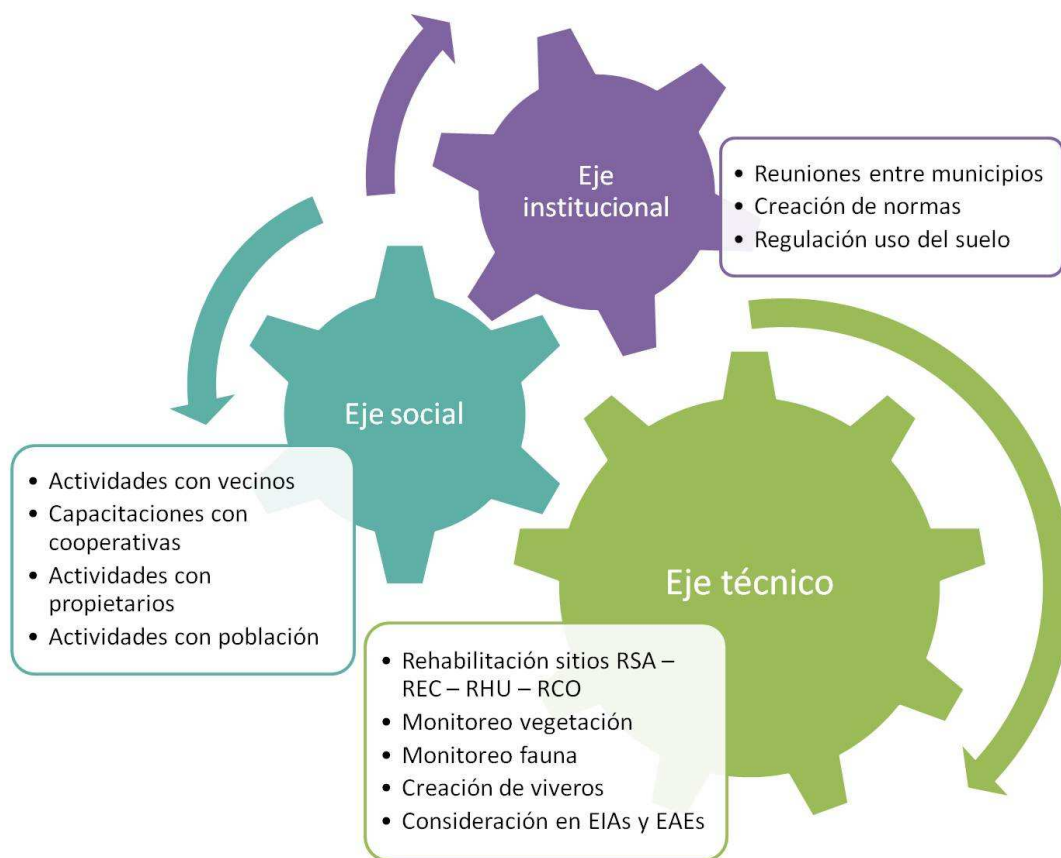 Eje
institucional
• Reuniones entre municipios
• Creación de normas
• Regulación uso del suelo
Eje social
• Actividades con vecinos
• Capacitaciones con
cooperativas
• Actividades con
propietarios
• Actividades con población
Eje técnico
• Rehabilitación sitios RSA –
REC – RHU – RCO
• Monitoreo vegetación
• Monitoreo fauna
• Creación de viveros
• Consideración en EIAs y EAEs